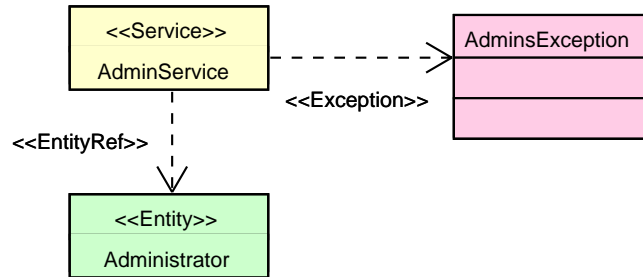 <<Service>>
AdminService
AdminsException
<<Exception>>
<<EntityRef>>
<<Entity>>
Administrator